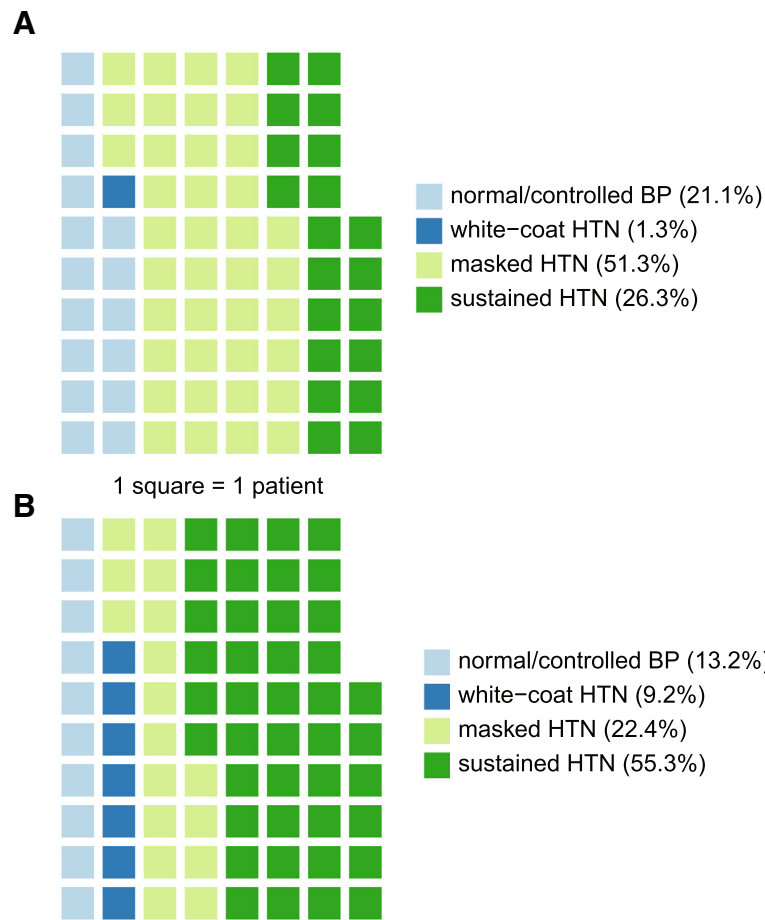 A
normal/controlled BP (21.1%)
white−coat HTN (1.3%)
masked HTN (51.3%)
sustained HTN (26.3%)
1 square = 1 patient
B
normal/controlled BP (13.2%)
white−coat HTN (9.2%)
masked HTN (22.4%)
sustained HTN (55.3%)